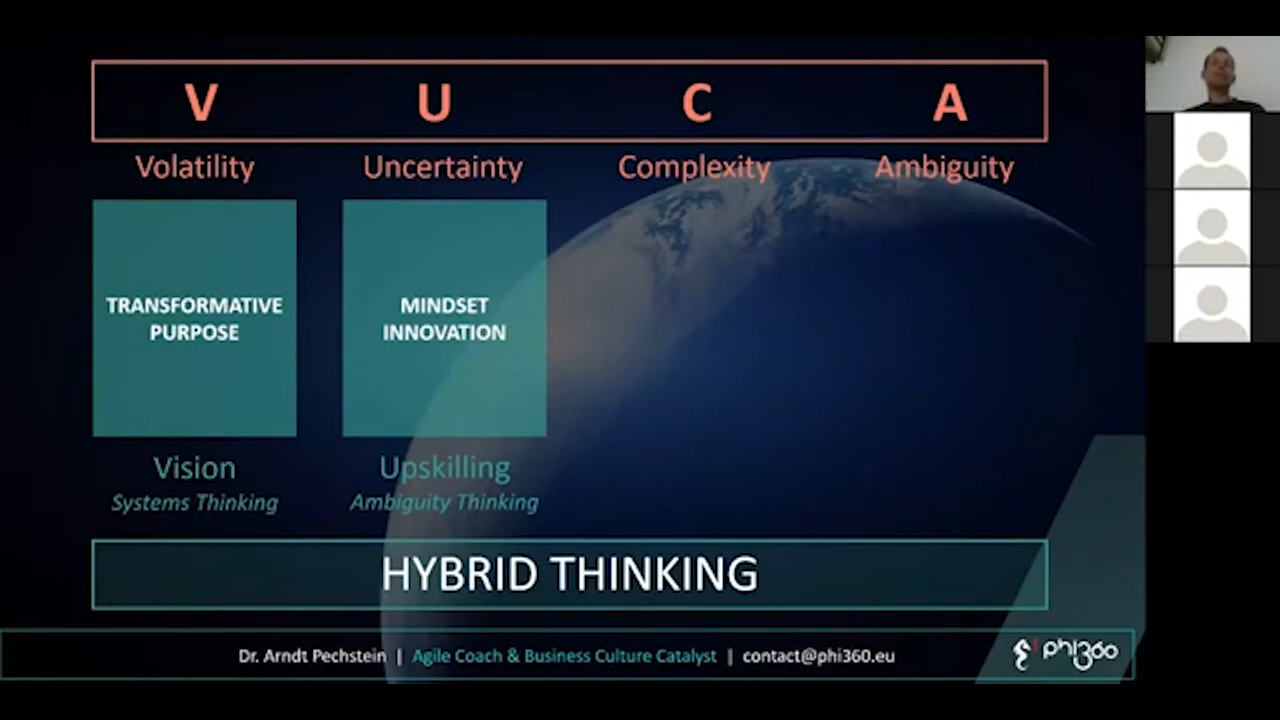 V U C A
Volatility Uncertainty Complexity Ambiguity
TRANSFORMATIVE
PURPOSE
MINDSET
INNOVATION
Vision
Systems Thinking
Upskilling
Ambiguity Thinking
HYBRID THINKING
Dr. Arndt Pechstein | Agile Coach & Business Culture Catalyst | contact@phi360.eu
phi360